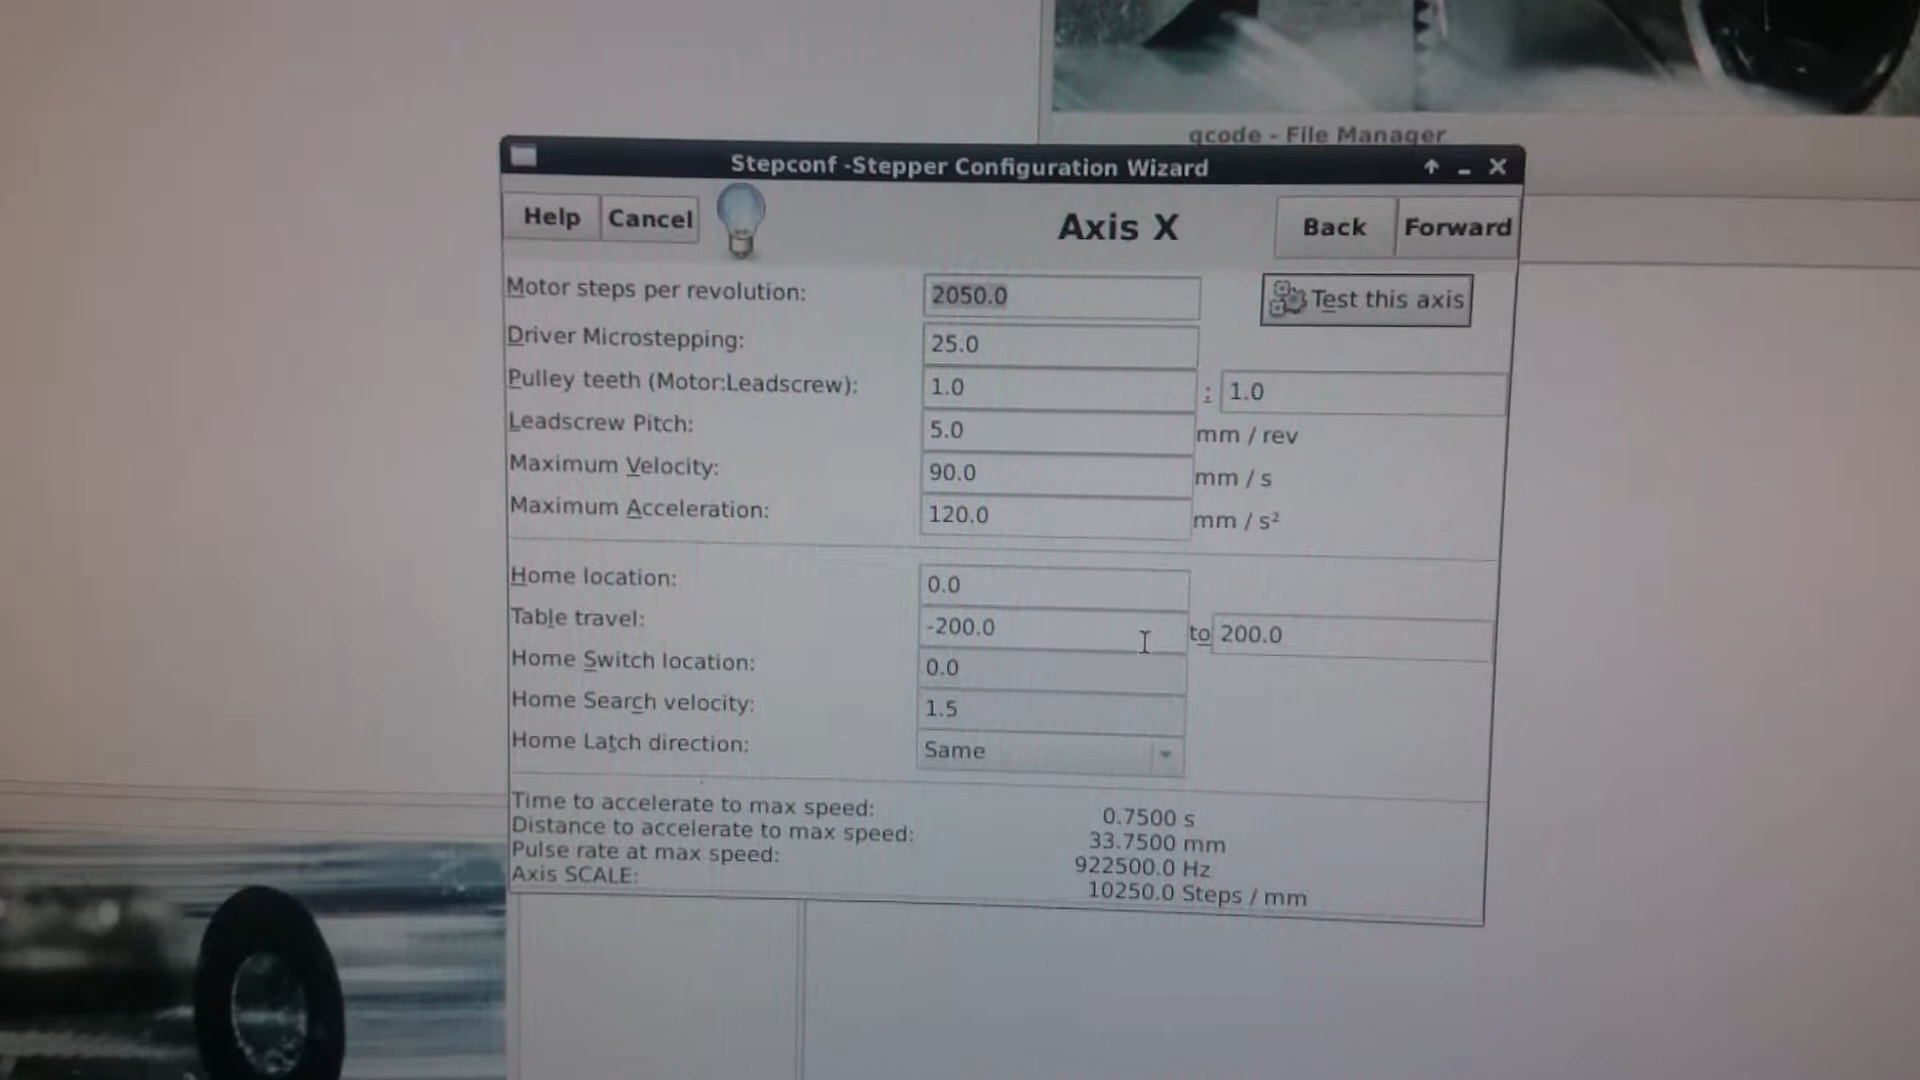 gcode - File Manager
Stepconf -Stepper Configuration Wizard
Help Cancel Axis X Back Forward
Motor steps per revolution: 2050.0 Test this axis
Driver Microstepping: 25.0
Pulley teeth (Motor:Leadscrew): 1.0 : 1.0
Leadscrew Pitch: 5.0 mm / rev
Maximum Velocity: 90.0 mm / s
Maximum Acceleration: 120.0 mm / s²
Home location: 0.0
Table travel: -200.0 to 200.0
Home Switch location: 0.0
Home Search velocity: 1.5
Home Latch direction: Same
Time to accelerate to max speed: 0.7500 s
Distance to accelerate to max speed: 33.7500 mm
Pulse rate at max speed: 922500.0 Hz
Axis SCALE: 10250.0 Steps / mm